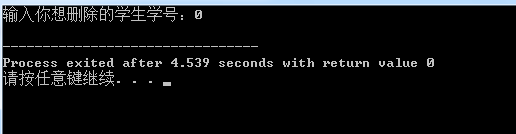 输入你想删除的学生学号：0
--------------------------------
Process exited after 4.539 seconds with return value 0
请按任意键继续. . .